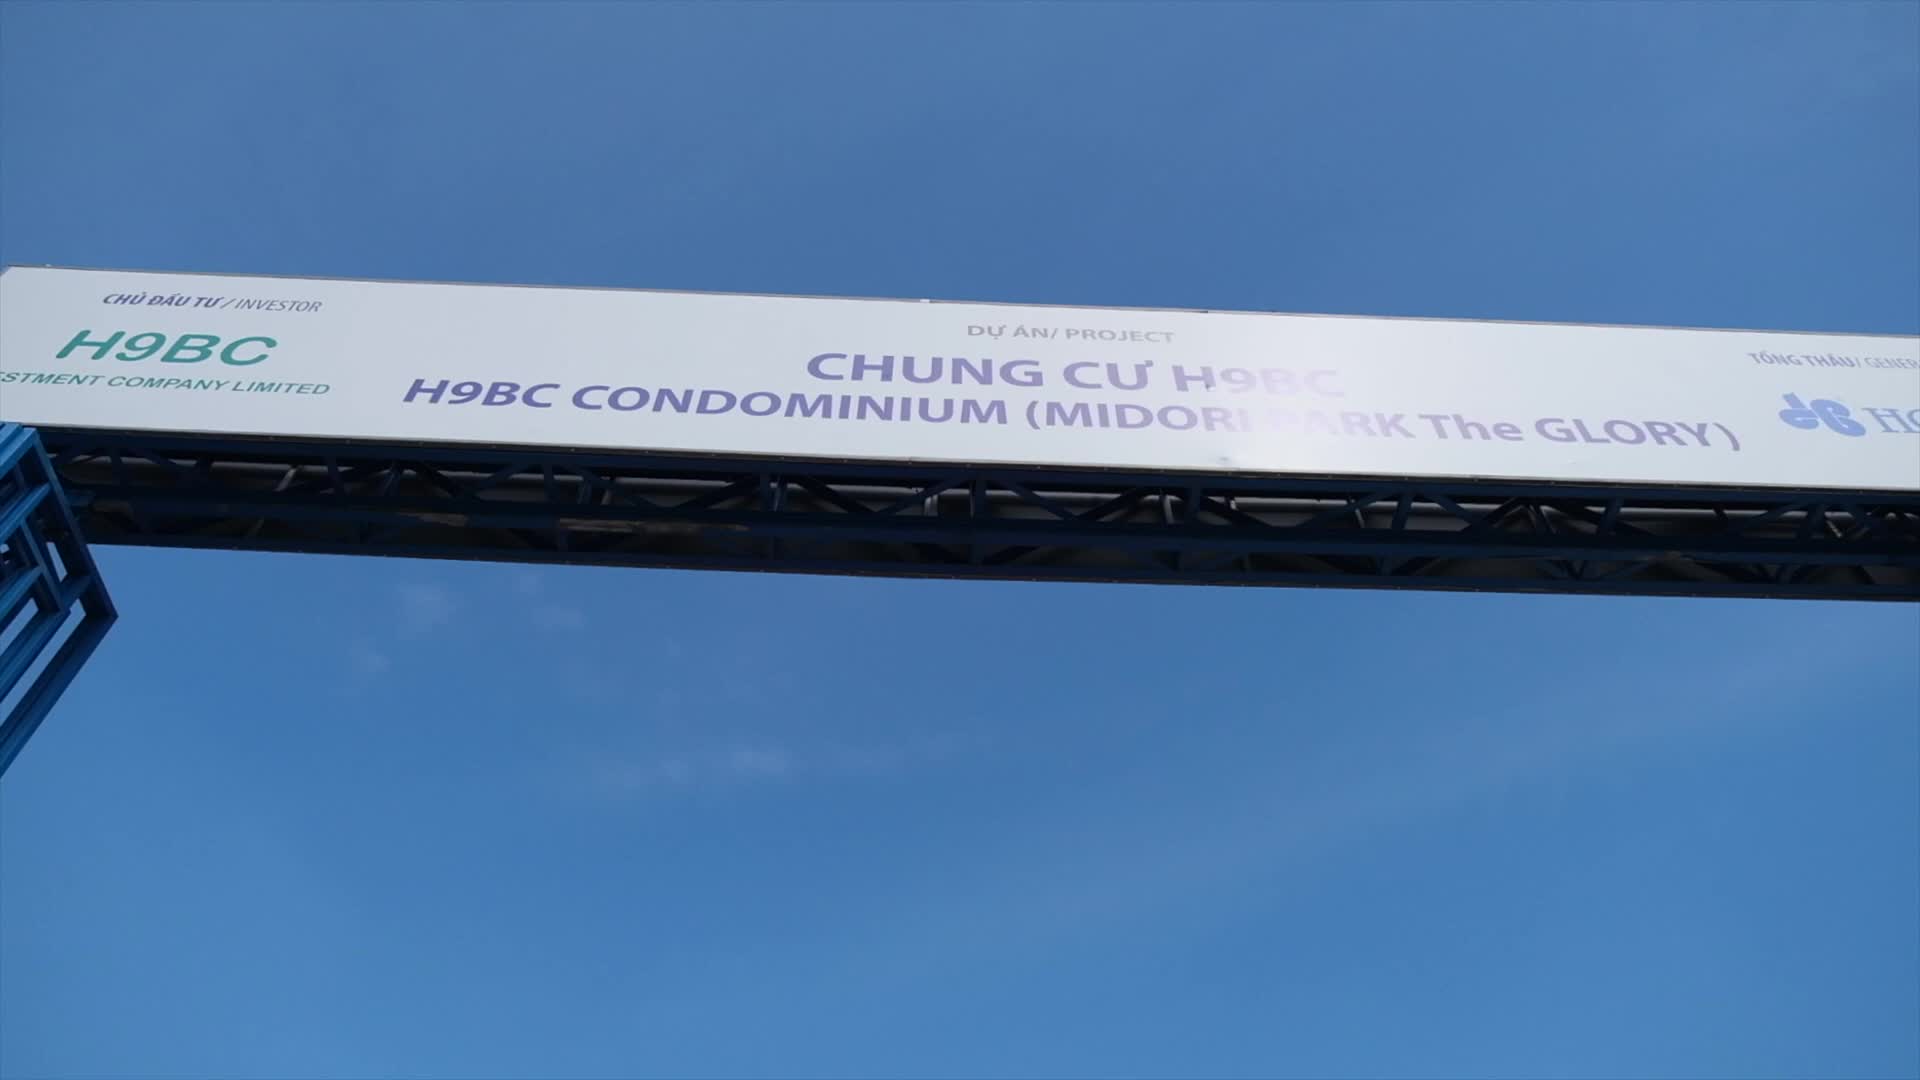 CHỦ ĐẦU TƯ / INVESTOR
H9BC
STMENT COMPANY LIMITED
DỰ ÁN/ PROJECT
CHUNG CƯ H9BC
H9BC CONDOMINIUM (MIDORI PARK The GLORY)
TỔNG THẦU/ GENER